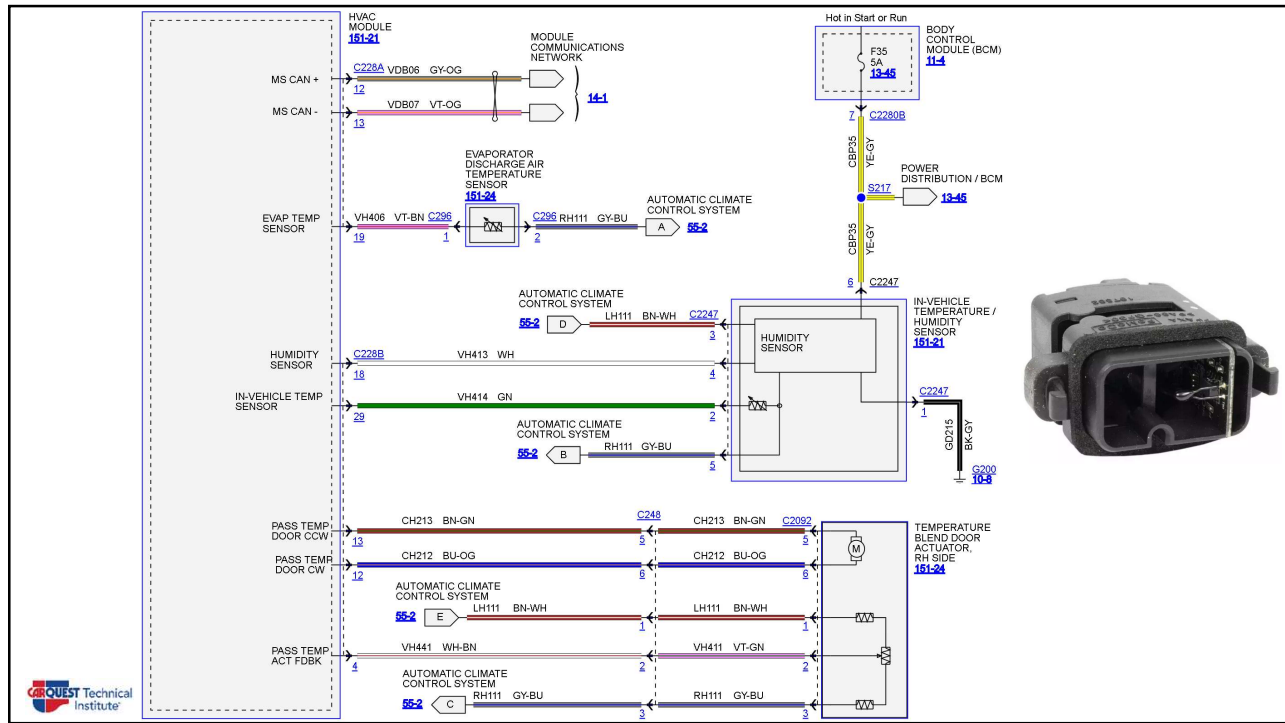 HVAC
MODULE
151-21
MS CAN +
C228A
12
VDB06 GY-OG
MODULE
COMMUNICATIONS
NETWORK
14-1
MS CAN -
13
VDB07 VT-OG
Hot in Start or Run
F35
5A
13-45
BODY
CONTROL
MODULE (BCM)
11-4
7 C2280B
CBP35
YE-GY
S217
POWER
DISTRIBUTION / BCM
13-45
CBP35
YE-GY
6 C2247
EVAPORATOR
DISCHARGE AIR
TEMPERATURE
SENSOR
151-24
EVAP TEMP
SENSOR
19
VH406 VT-BN C296
1
C296 RH111 GY-BU
2
AUTOMATIC CLIMATE
CONTROL SYSTEM
A 55-2
AUTOMATIC CLIMATE
CONTROL SYSTEM
55-2 D
LH111 BN-WH C2247
3
HUMIDITY
SENSOR
IN-VEHICLE
TEMPERATURE /
HUMIDITY
SENSOR
151-21
HUMIDITY
SENSOR
C228B
18
VH413 WH
4
IN-VEHICLE TEMP
SENSOR
29
VH414 GN
2
AUTOMATIC CLIMATE
CONTROL SYSTEM
55-2 B
RH111 GY-BU
5
C2247
1
GD215
BK-GY
G200
10-8
PASS TEMP
DOOR CCW
13
CH213 BN-GN
C248
5
CH213 BN-GN
C2092
5
M
TEMPERATURE
BLEND DOOR
ACTUATOR,
RH SIDE
151-24
PASS TEMP
DOOR CW
12
CH212 BU-OG
6
CH212 BU-OG
6
AUTOMATIC CLIMATE
CONTROL SYSTEM
55-2 E
LH111 BN-WH
1
LH111 BN-WH
1
PASS TEMP
ACT FDBK
4
VH441 WH-BN
2
VH411 VT-GN
2
AUTOMATIC CLIMATE
CONTROL SYSTEM
55-2 C
RH111 GY-BU
3
RH111 GY-BU
3
CARQUEST Technical
Institute